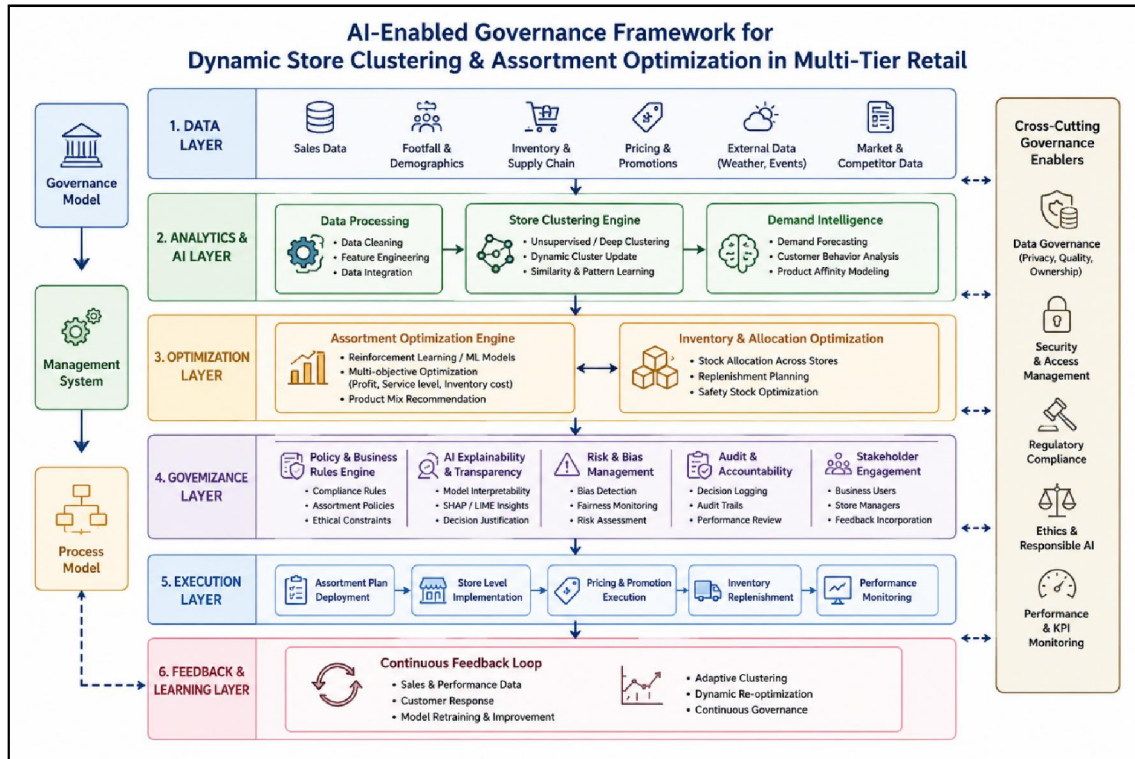 AI-Enabled Governance Framework for
Dynamic Store Clustering & Assortment Optimization in Multi-Tier Retail
Governance
Model
Management
System
Process
Model
1. DATA
LAYER
Sales Data
Footfall &
Demographics
Inventory &
Supply Chain
Pricing &
Promotions
External Data
(Weather, Events)
Market &
Competitor Data
2. ANALYTICS &
AI LAYER
Data Processing
• Data Cleaning
• Feature Engineering
• Data Integration
Store Clustering Engine
• Unsupervised / Deep Clustering
• Dynamic Cluster Update
• Similarity & Pattern Learning
Demand Intelligence
• Demand Forecasting
• Customer Behavior Analysis
• Product Affinity Modeling
3. OPTIMIZATION
LAYER
Assortment Optimization Engine
• Reinforcement Learning / ML Models
• Multi-objective Optimization
(Profit, Service level, Inventory cost)
• Product Mix Recommendation
Inventory & Allocation Optimization
• Stock Allocation Across Stores
• Replenishment Planning
• Safety Stock Optimization
4. GOVEMIZANCE
LAYER
Policy & Business
Rules Engine
• Compliance Rules
• Assortment Policies
• Ethical Constraints
AI Explainability
& Transparency
• Model Interpretability
• SHAP / LIME Insights
• Decision Justification
Risk & Bias
Management
• Bias Detection
• Fairness Monitoring
• Risk Assessment
Audit &
Accountability
• Decision Logging
• Audit Trails
• Performance Review
Stakeholder
Engagement
• Business Users
• Store Managers
• Feedback Incorporation
5. EXECUTION
LAYER
Assortment Plan
Deployment
Store Level
Implementation
Pricing & Promotion
Execution
Inventory
Replenishment
Performance
Monitoring
6. FEEDBACK &
LEARNING LAYER
Continuous Feedback Loop
• Sales & Performance Data
• Customer Response
• Model Retraining & Improvement
• Adaptive Clustering
• Dynamic Re-optimization
• Continuous Governance
Cross-Cutting
Governance
Enablers
Data Governance
(Privacy, Quality,
Ownership)
Security
& Access
Management
Regulatory
Compliance
Ethics &
Responsible AI
Performance
& KPI
Monitoring